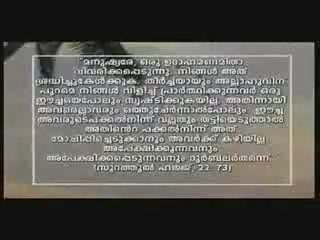 "മനുഷ്യരേ, ഒരു ഉദാഹരണമിതാ
വിവരിക്കപ്പെടുന്നു. നിങ്ങൾ അത്
ശ്രദ്ധിച്ചുകേൾക്കുക. തീർച്ചയായും അല്ലാഹുവിന
പുറമെ നിങ്ങൾ വിളിച്ച് പ്രാർത്ഥിക്കുന്നവർ ഒരു
ഈച്ചയെപോലും സൃഷ്ടിക്കുകയില്ല. അതിന്നായി
അവരെല്ലാവരും ഒത്തുചേർന്നാൽപോലും. ഈച്ച
അവരുടെപക്കൽനിന്ന് വല്ലതും തട്ടിയെടുത്താൽ
അതിന്റെ പക്കൽനിന്ന് അത്
മോചിപ്പിച്ചെടുക്കാനും അവർക്ക് കഴിയില്ല.
അപേക്ഷിക്കുന്നവനും
അപേക്ഷിക്കപ്പെടുന്നവനും ദുർബലർതന്നെ"
(സൂറത്തുൽ ഹജ്ജ്: 22: 73)